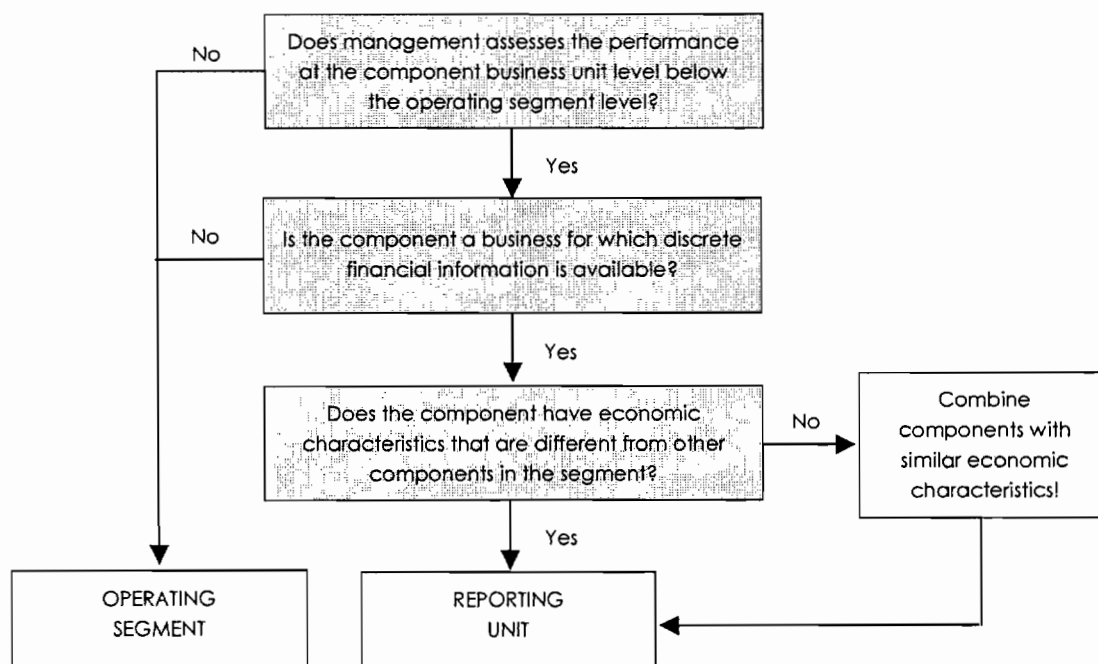 No
Does management assesses the performance
at the component business unit level below
the operating segment level?
Yes
No
Is the component a business for which discrete
financial information is available?
Yes
Does the component have economic
characteristics that are different from other
components in the segment?
No
Combine
components with
similar economic
characteristics!
Yes
OPERATING
SEGMENT
REPORTING
UNIT